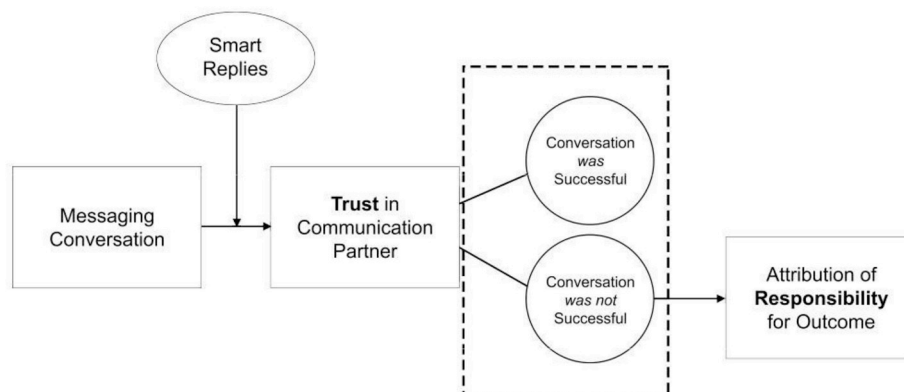 Smart
Replies
Messaging
Conversation
Trust in
Communication
Partner
Conversation
was
Successful
Conversation
was not
Successful
Attribution of
Responsibility
for Outcome